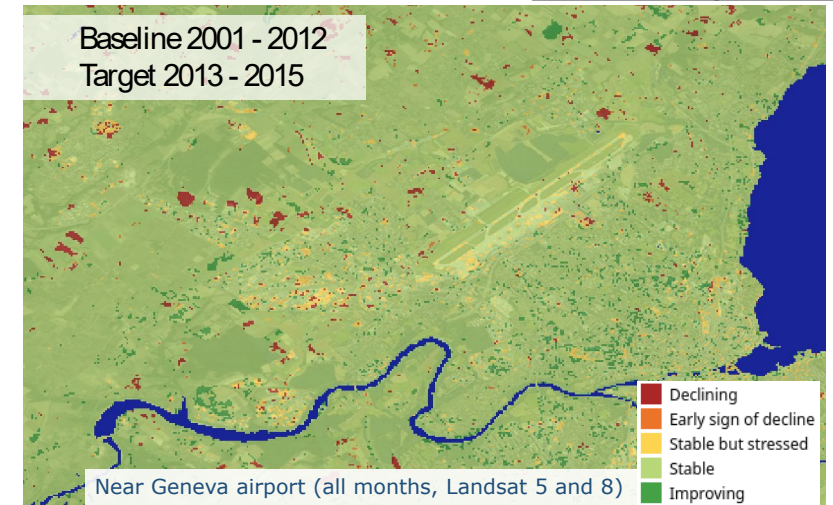 Baseline 2001 - 2012
Target 2013 - 2015
Declining
Early sign of decline
Stable but stressed
Stable
Improving
Near Geneva airport (all months, Landsat 5 and 8)